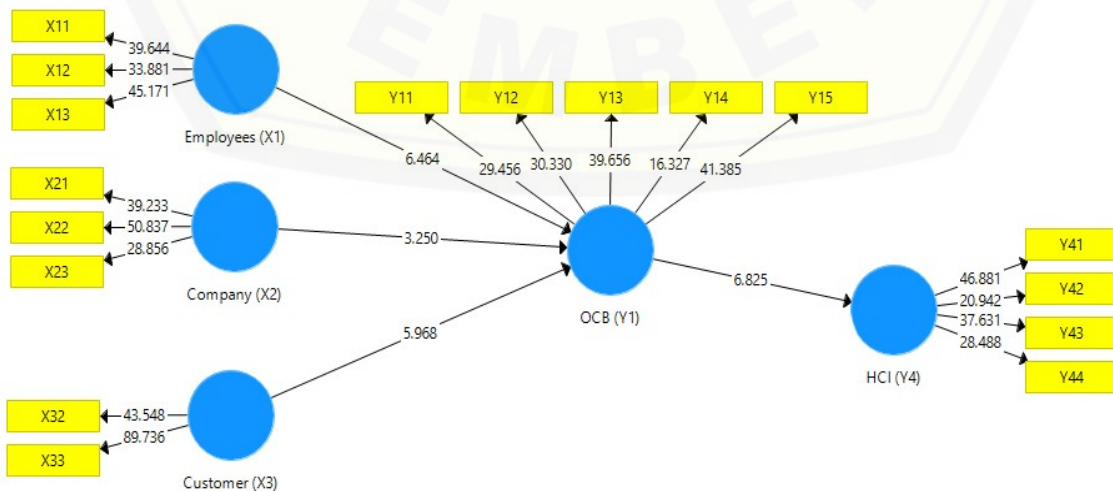 X11
X12
X13
39.644
33.881
45.171
Employees (X1)
X21
X22
X23
39.233
50.837
28.856
Company (X2)
X32
X33
43.548
89.736
Customer (X3)
6.464
3.250
5.968
Y11
Y12
Y13
Y14
Y15
29.456
30.330
39.656
16.327
41.385
OCB (Y1)
6.825
HCI (Y4)
46.881
20.942
37.631
28.488
Y41
Y42
Y43
Y44
EMBE